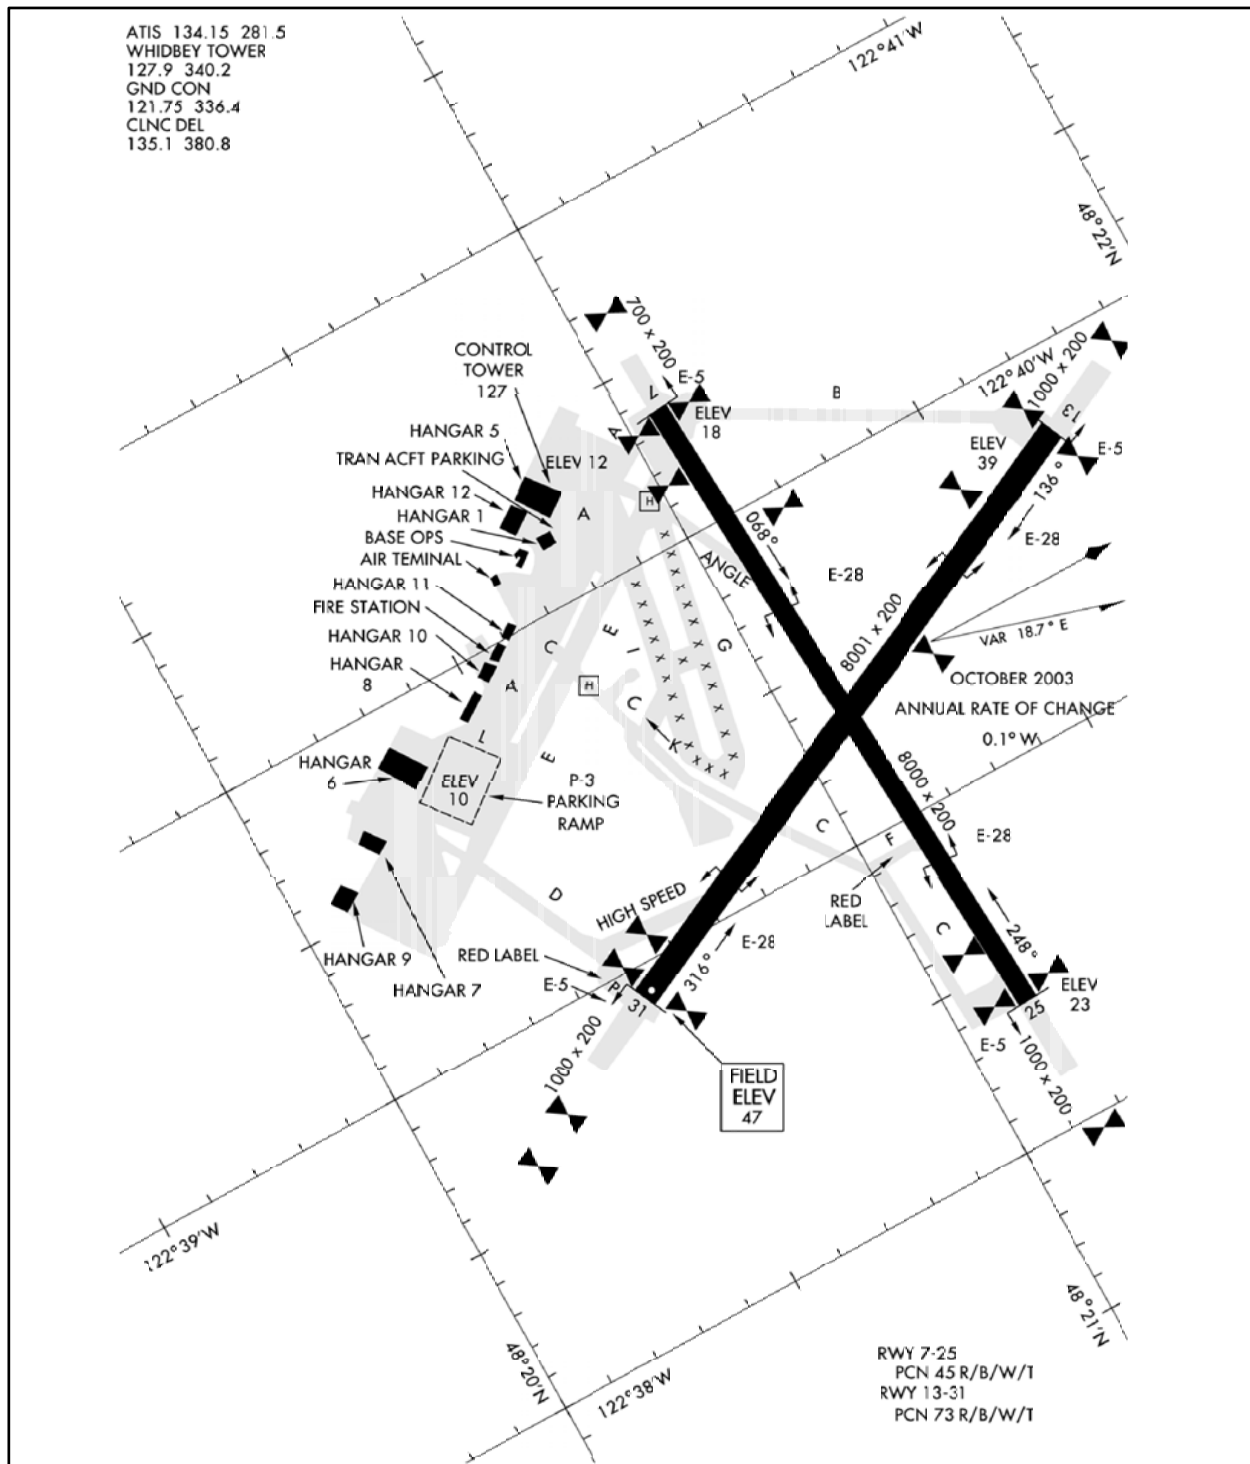 ATIS 134.15 281.5
WHIDBEY TOWER
127.9 340.2
GND CON
121.75 336.4
CLNC DEL
135.1 380.8
122°41'W
48°22'N
700 x 200
CONTROL
TOWER
127
E-5
7
ELEV
18
B
122°40'W
1000 x 200
13
ELEV
39
E-5
A
HANGAR 5
TRAN ACFT PARKING
ELEV 12
HANGAR 12
HANGAR 1
A
H
BASE OPS
AIR TEMINAL
068°
136°
E-28
ANGLE
E-28
HANGAR 11
FIRE STATION
HANGAR 10
HANGAR
8
C
E
I
G
8001 x 200
VAR 18.7° E
OCTOBER 2003
ANNUAL RATE OF CHANGE
0.1° W
A
H
C
K
L
E
HANGAR
6
ELEV
10
P-3
PARKING
RAMP
8000 x 200
E-28
C
F
RED
LABEL
D
HIGH SPEED
C
248°
E-28
316°
HANGAR 9
HANGAR 7
RED LABEL
E-5
P
31
1000 x 200
ELEV
23
25
E-5
1000 x 200
FIELD
ELEV
47
122°39'W
48°21'N
48°20'N
122°38'W
RWY 7-25
PCN 45 R/B/W/T
RWY 13-31
PCN 73 R/B/W/T